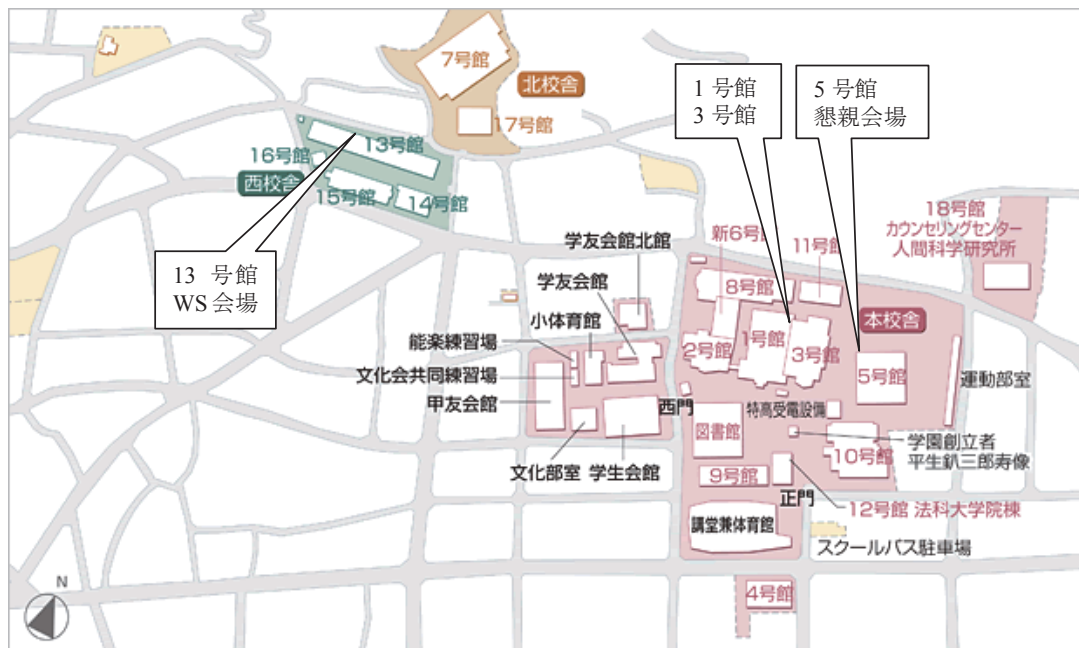 7号館
北校舎
17号館
1 号館
3 号館
5 号館
懇親会場
13号館
16号館
西校舎
15号館
14号館
13 号館
WS 会場
学友会館北館
学友会館
小体育館
能楽練習場
文化会共同練習場
甲友会館
文化部室
学生会館
西門
新6号館
11号館
8号館
2号館
1号館
3号館
本校舎
5号館
18号館
カウンセリングセンター
人間科学研究所
運動部室
特高受電設備
図書館
学園創立者
平生釟三郎寿像
10号館
9号館
正門
12号館 法科大学院棟
講堂兼体育館
スクールバス駐車場
4号館
N